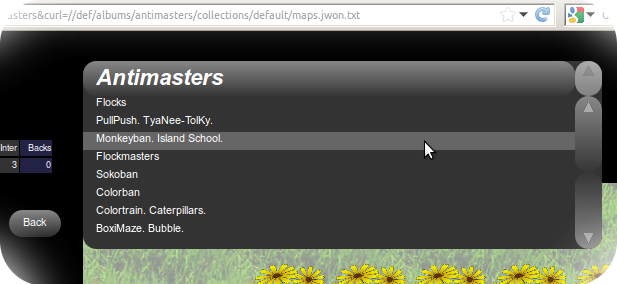 asters&curl=//def/albums/antimasters/collections/default/maps.jwon.txt
Antimasters
Flocks
PullPush. TyaNee-TolKy.
Monkeyban. Island School.
Flockmasters
Sokoban
Colorban
Colortrain. Caterpillars.
BoxiMaze. Bubble.
Inter Backs
3 0
Back